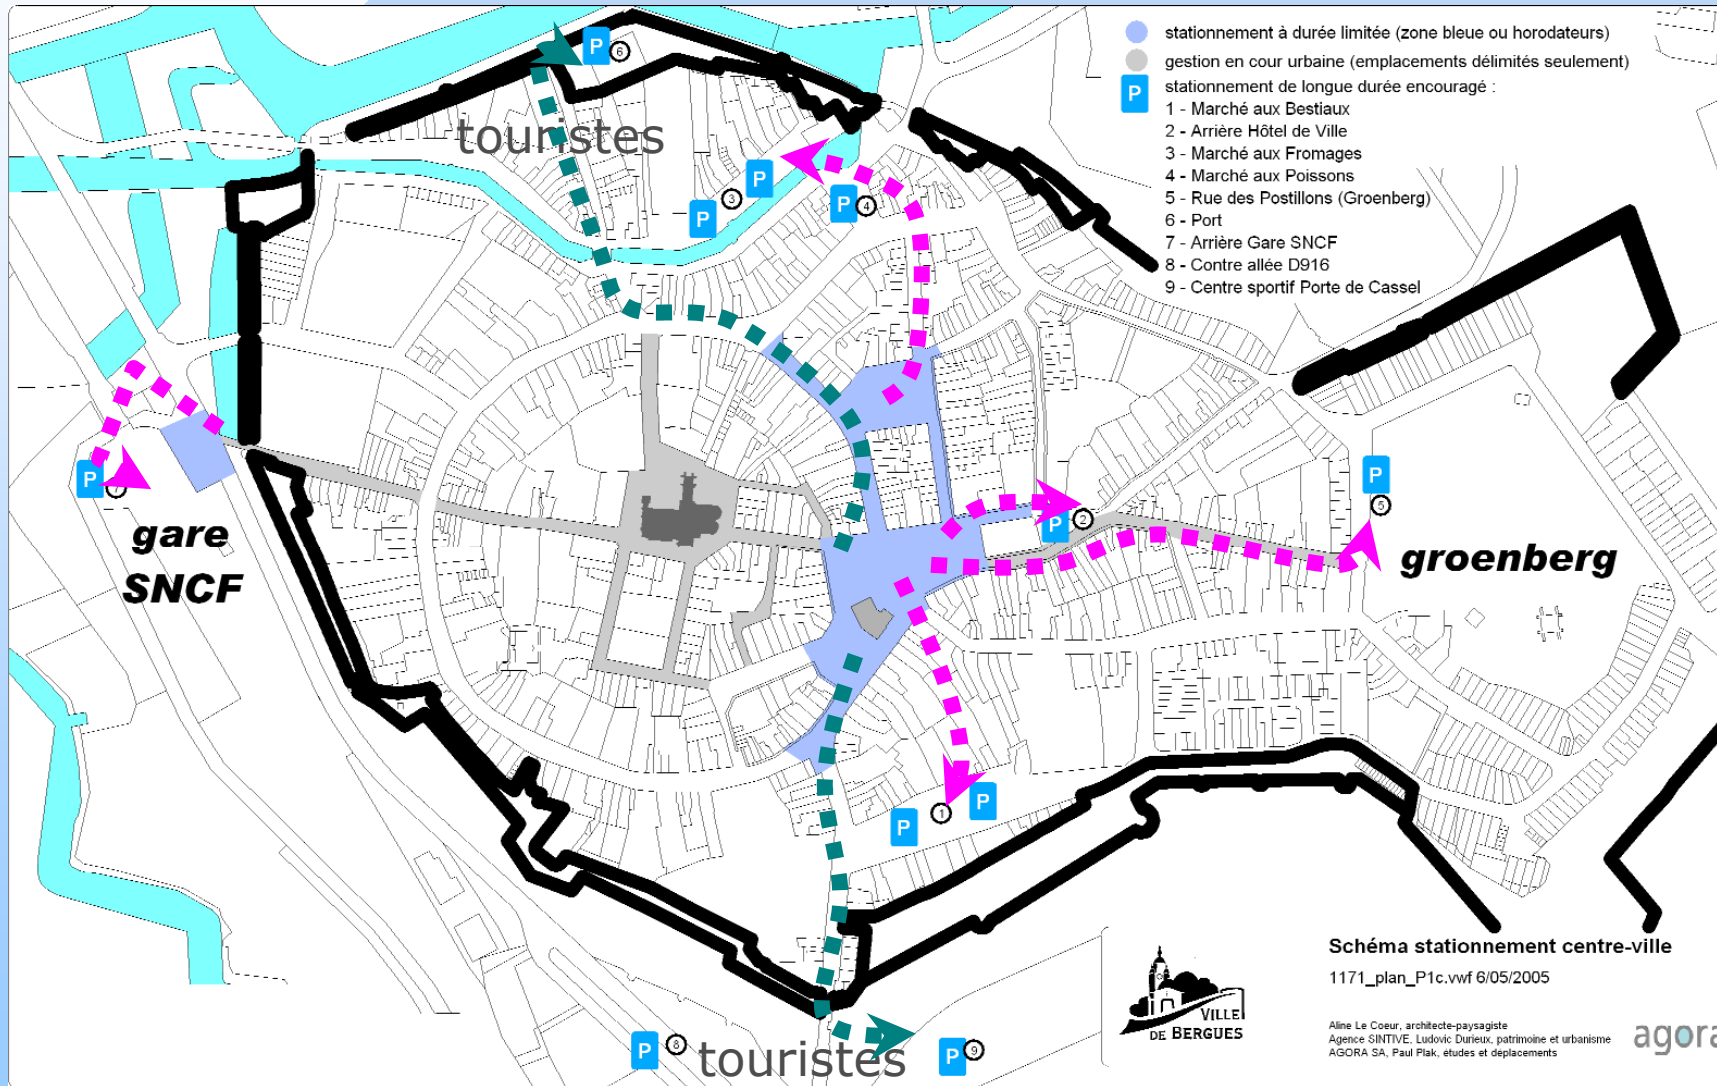 stationnement à durée limitée (zone bleue ou horodateurs)
gestion en cour urbaine (emplacements délimités seulement)
P stationnement de longue durée encouragé :
1 - Marché aux Bestiaux
2 - Arrière Hôtel de Ville
3 - Marché aux Fromages
4 - Marché aux Poissons
5 - Rue des Postillons (Groenberg)
6 - Port
7 - Arrière Gare SNCF
8 - Contre allée D916
9 - Centre sportif Porte de Cassel
P 6
touristes
P
P 3
P 4
P 7
gare
SNCF
P 2
P
5
groenberg
P 1 P
P 8
touristes
P 9
VILLE
DE BERGUES
Schéma stationnement centre-ville
1171_plan_P1c.vwf 6/05/2005
Aline Le Coeur, architecte-paysagiste
Agence SINTIVE, Ludovic Durieux, patrimoine et urbanisme
AGORA SA, Paul Plak, études et déplacements
agora